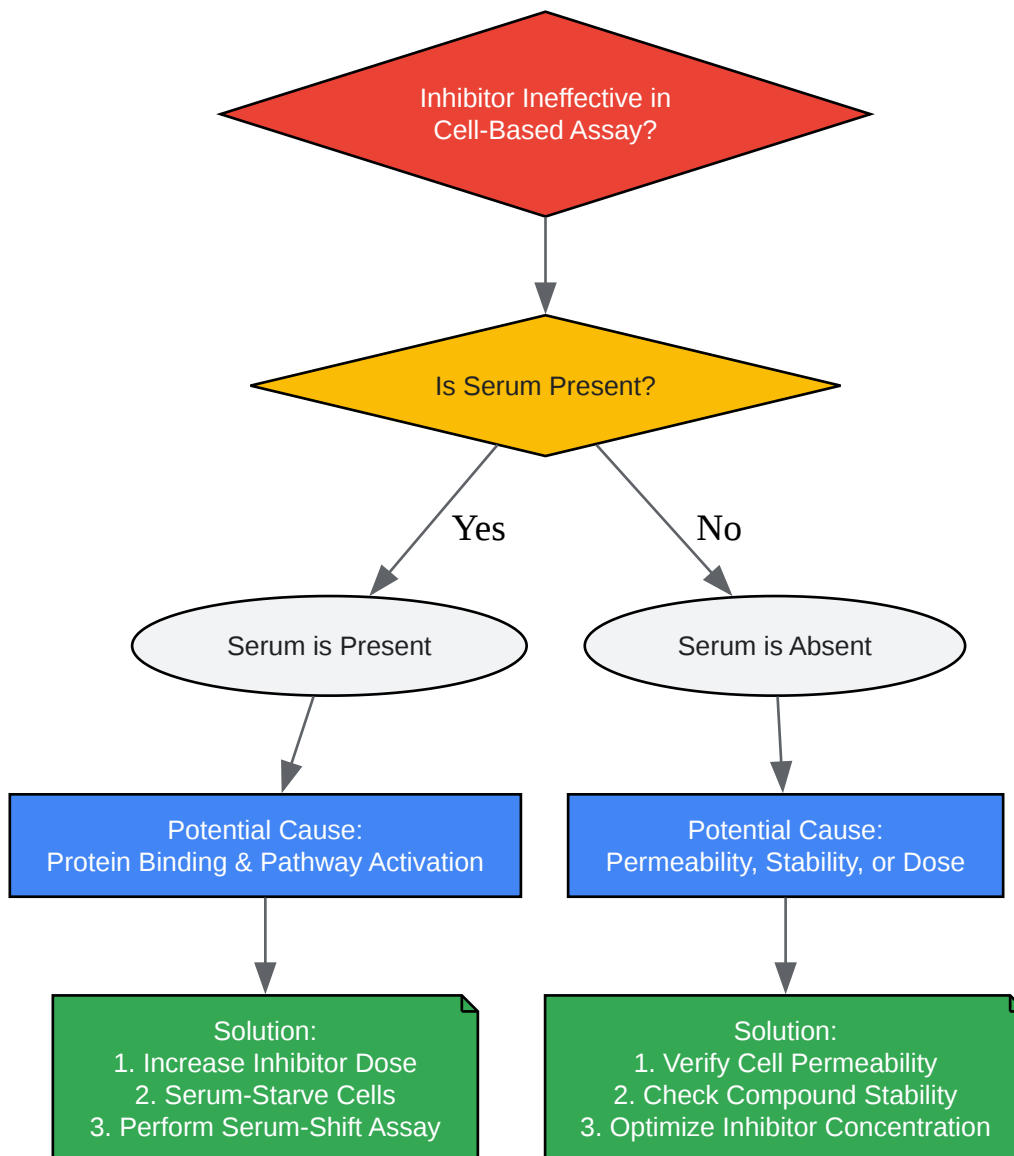 Inhibitor Ineffective in
Cell-Based Assay?
Is Serum Present?
Yes
No
Serum is Present
Serum is Absent
Potential Cause:
Protein Binding & Pathway Activation
Potential Cause:
Permeability, Stability, or Dose
Solution:
1. Increase Inhibitor Dose
2. Serum-Starve Cells
3. Perform Serum-Shift Assay
Solution:
1. Verify Cell Permeability
2. Check Compound Stability
3. Optimize Inhibitor Concentration